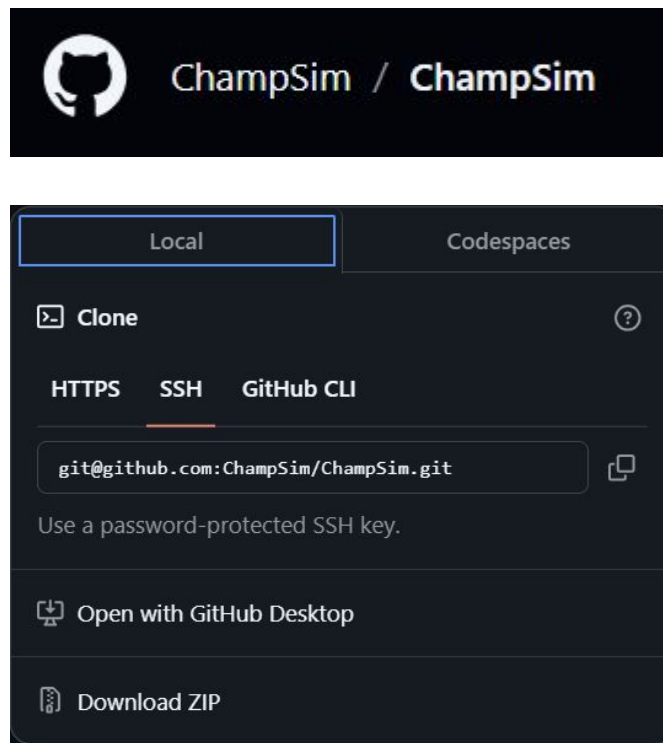 ChampSim / ChampSim
Local Codespaces
Clone
HTTPS SSH GitHub CLI
git@github.com:ChampSim/ChampSim.git
Use a password-protected SSH key.
Open with GitHub Desktop
Download ZIP